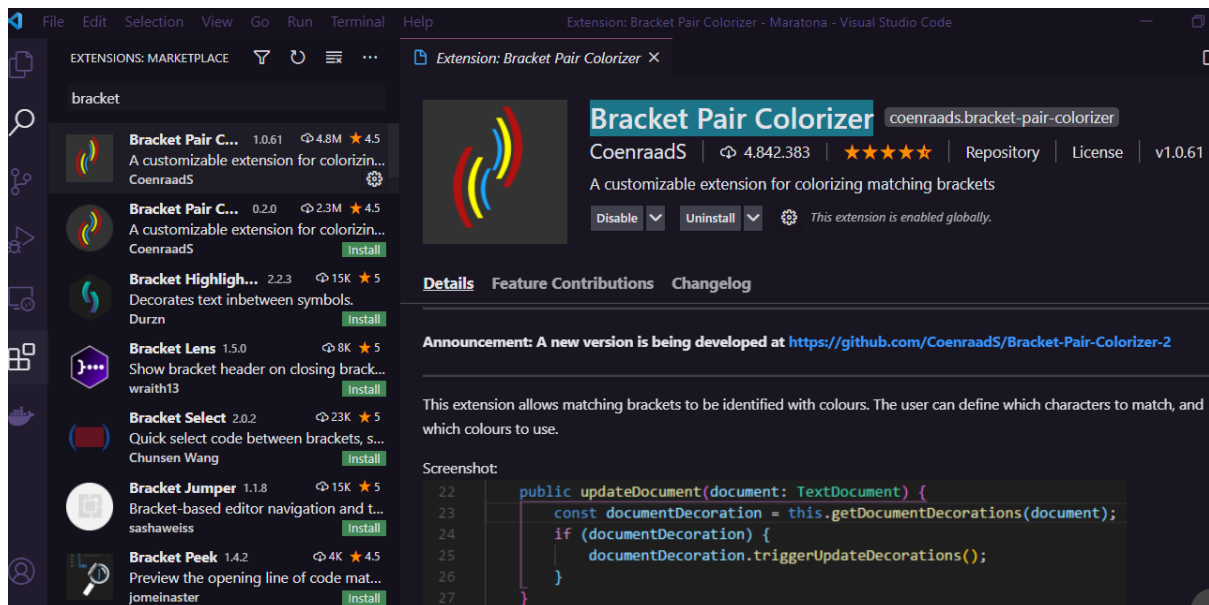 File Edit Selection View Go Run Terminal Help Extension: Bracket Pair Colorizer - Maratona - Visual Studio Code
EXTENSIONS: MARKETPLACE
bracket
Bracket Pair C... 1.0.61 4.8M 4.5
A customizable extension for colorizin...
CoenraadS
Bracket Pair C... 0.2.0 2.3M 4.5
A customizable extension for colorizin...
CoenraadS Install
Bracket Highligh... 2.2.3 15K 5
Decorates text inbetween symbols.
Durzn Install
Bracket Lens 1.5.0 8K 5
Show bracket header on closing brack...
wraith13 Install
Bracket Select 2.0.2 23K 5
Quick select code between brackets, s...
Chunsen Wang Install
Bracket Jumper 1.1.8 15K 5
Bracket-based editor navigation and t...
sashaweiss Install
Bracket Peek 1.4.2 4K 4.5
Preview the opening line of code mat...
jomeinaster Install
Extension: Bracket Pair Colorizer
Bracket Pair Colorizer coenraads.bracket-pair-colorizer
CoenraadS 4.842.383 Repository License v1.0.61
A customizable extension for colorizing matching brackets
Disable Uninstall This extension is enabled globally.
Details Feature Contributions Changelog
Announcement: A new version is being developed at https://github.com/CoenraadS/Bracket-Pair-Colorizer-2
This extension allows matching brackets to be identified with colours. The user can define which characters to match, and
which colours to use.
Screenshot:
22 public updateDocument(document: TextDocument) {
23 const documentDecoration = this.getDocumentDecorations(document);
24 if (documentDecoration) {
25 documentDecoration.triggerUpdateDecorations();
26 }
27 }